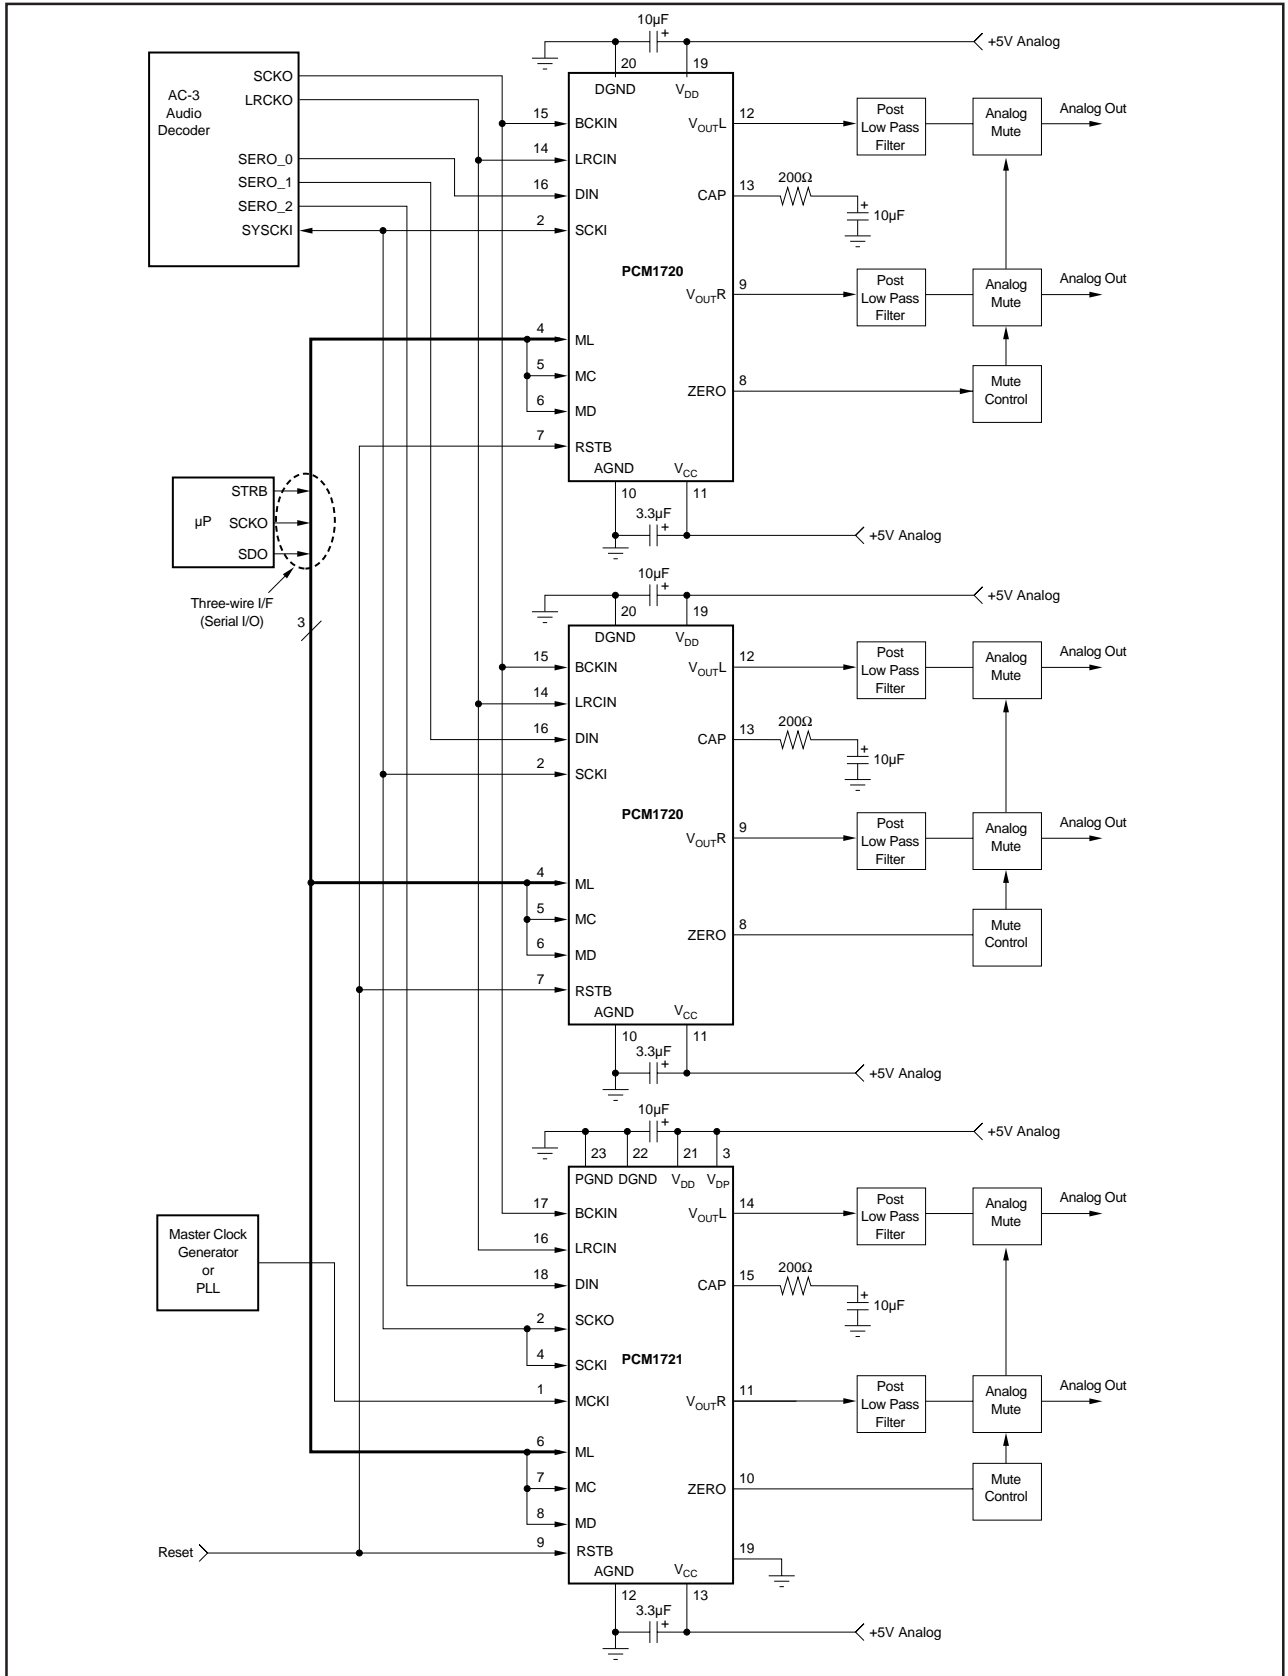 AC-3
Audio
Decoder
SCKO
LRCKO
SERO_0
SERO_1
SERO_2
SYSCKI
10µF
+
+5V Analog
20
19
DGND
VDD
15
BCKIN
14
LRCIN
16
DIN
2
SCKI
PCM1720
4
ML
5
MC
6
MD
7
RSTB
AGND
VCC
10
11
3.3µF
+
+5V Analog
VOUTL
12
CAP
13
200Ω
+
10µF
VOUTR
9
ZERO
8
Post
Low Pass
Filter
Analog
Mute
Analog Out
Post
Low Pass
Filter
Analog
Mute
Analog Out
Mute
Control
µP
STRB
SCKO
SDO
Three-wire I/F
(Serial I/O)
3
10µF
+
+5V Analog
20
19
DGND
VDD
15
BCKIN
14
LRCIN
16
DIN
2
SCKI
PCM1720
4
ML
5
MC
6
MD
7
RSTB
AGND
VCC
10
11
3.3µF
+
+5V Analog
VOUTL
12
CAP
13
200Ω
+
10µF
VOUTR
9
ZERO
8
Post
Low Pass
Filter
Analog
Mute
Analog Out
Post
Low Pass
Filter
Analog
Mute
Analog Out
Mute
Control
Master Clock
Generator
or
PLL
10µF
+
+5V Analog
23
22
21
3
PGND
DGND
VDD
VDP
17
BCKIN
16
LRCIN
18
DIN
2
SCKO
4
SCKI
PCM1721
1
MCKI
6
ML
7
MC
8
MD
9
RSTB
Reset
AGND
VCC
12
13
3.3µF
+
+5V Analog
VOUTL
14
CAP
15
200Ω
+
10µF
VOUTR
11
ZERO
10
19
Post
Low Pass
Filter
Analog
Mute
Analog Out
Post
Low Pass
Filter
Analog
Mute
Analog Out
Mute
Control